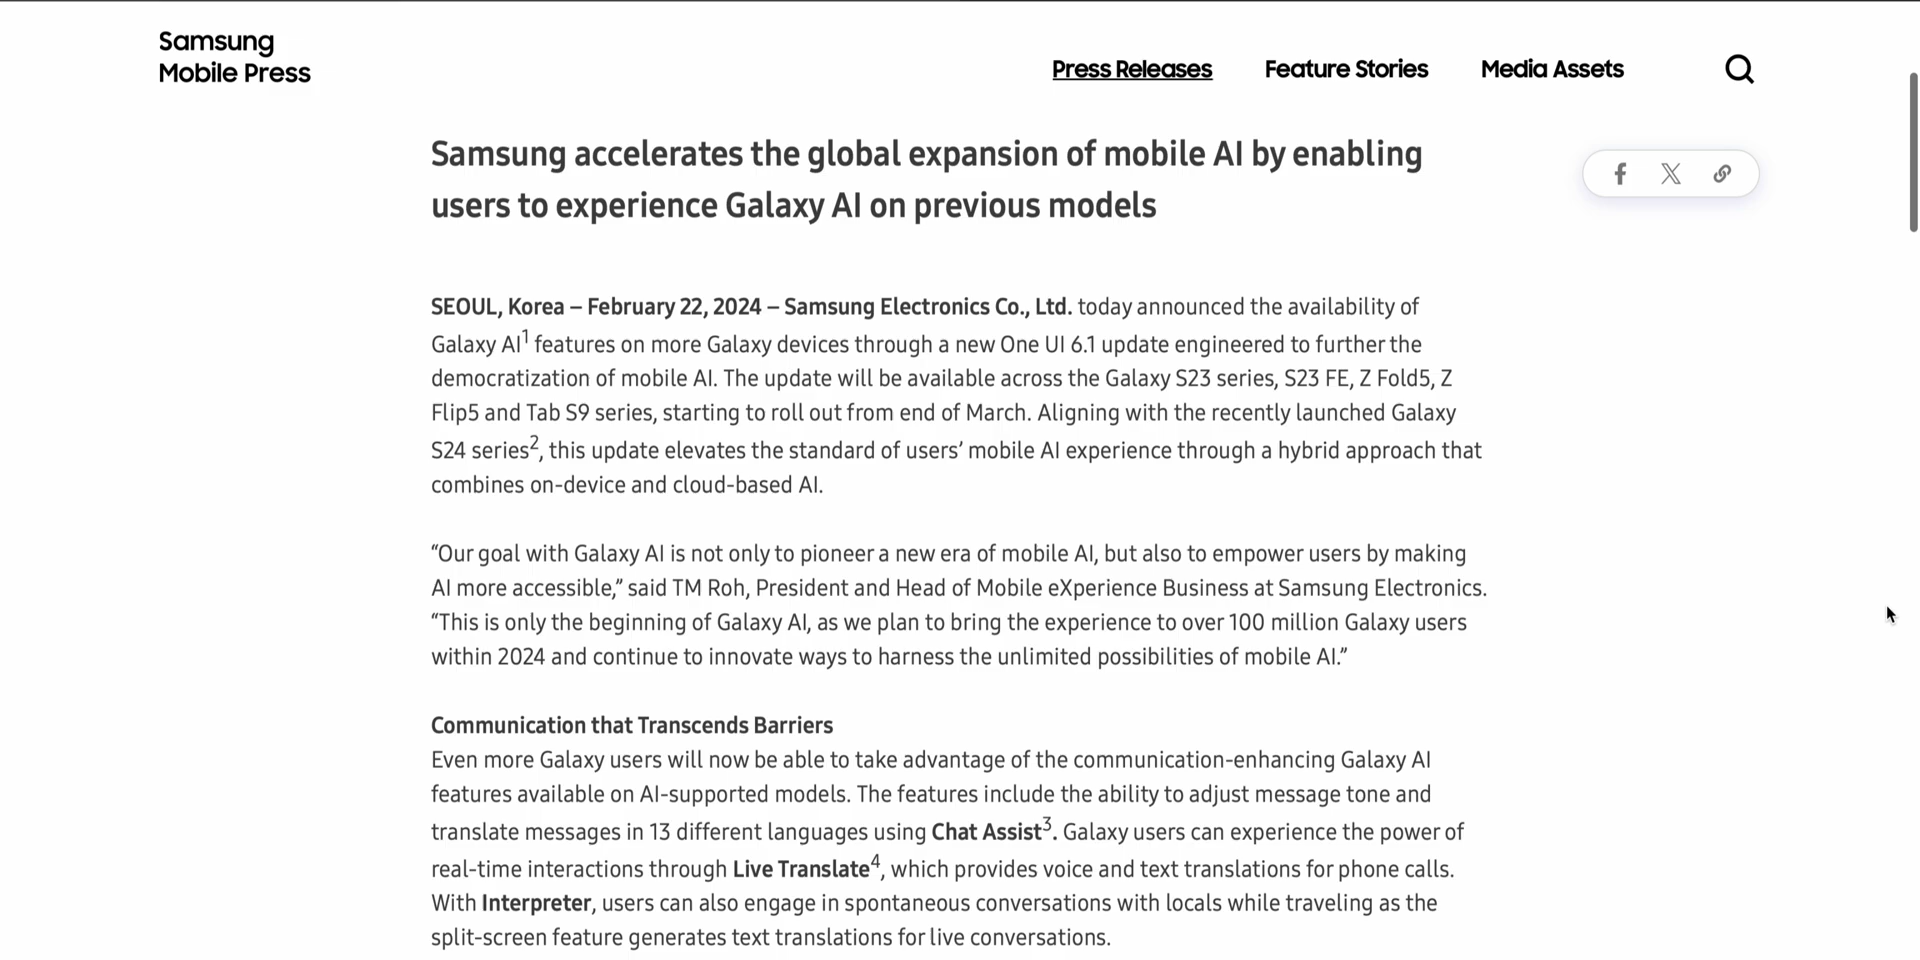 Samsung
Mobile Press
Press Releases
Feature Stories
Media Assets
Samsung accelerates the global expansion of mobile AI by enabling
users to experience Galaxy AI on previous models
SEOUL, Korea – February 22, 2024 – Samsung Electronics Co., Ltd. today announced the availability of
Galaxy AI1 features on more Galaxy devices through a new One UI 6.1 update engineered to further the
democratization of mobile AI. The update will be available across the Galaxy S23 series, S23 FE, Z Fold5, Z
Flip5 and Tab S9 series, starting to roll out from end of March. Aligning with the recently launched Galaxy
S24 series2, this update elevates the standard of users’ mobile AI experience through a hybrid approach that
combines on-device and cloud-based AI.
“Our goal with Galaxy AI is not only to pioneer a new era of mobile AI, but also to empower users by making
AI more accessible,” said TM Roh, President and Head of Mobile eXperience Business at Samsung Electronics.
“This is only the beginning of Galaxy AI, as we plan to bring the experience to over 100 million Galaxy users
within 2024 and continue to innovate ways to harness the unlimited possibilities of mobile AI.”
Communication that Transcends Barriers
Even more Galaxy users will now be able to take advantage of the communication-enhancing Galaxy AI
features available on AI-supported models. The features include the ability to adjust message tone and
translate messages in 13 different languages using Chat Assist3. Galaxy users can experience the power of
real-time interactions through Live Translate4, which provides voice and text translations for phone calls.
With Interpreter, users can also engage in spontaneous conversations with locals while traveling as the
split-screen feature generates text translations for live conversations.